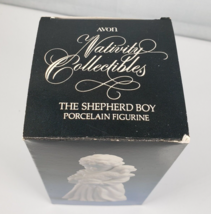 AVON
Nativity
Collectibles
THE SHEPHERD BOY
PORCELAIN FIGURINE